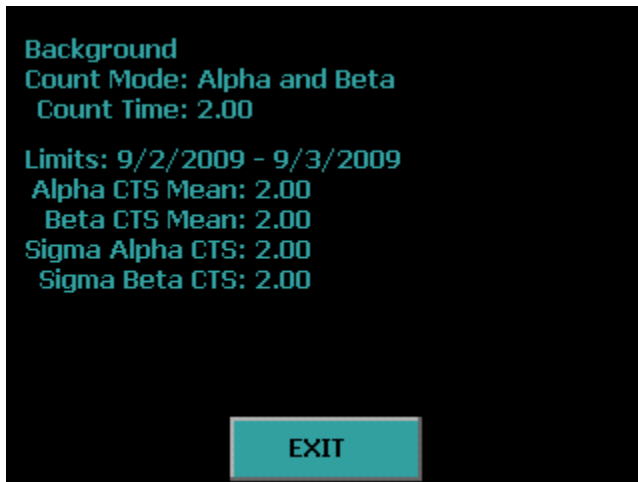 Background
Count Mode: Alpha and Beta
Count Time: 2.00
Limits: 9/2/2009 - 9/3/2009
Alpha CTS Mean: 2.00
Beta CTS Mean: 2.00
Sigma Alpha CTS: 2.00
Sigma Beta CTS: 2.00
EXIT